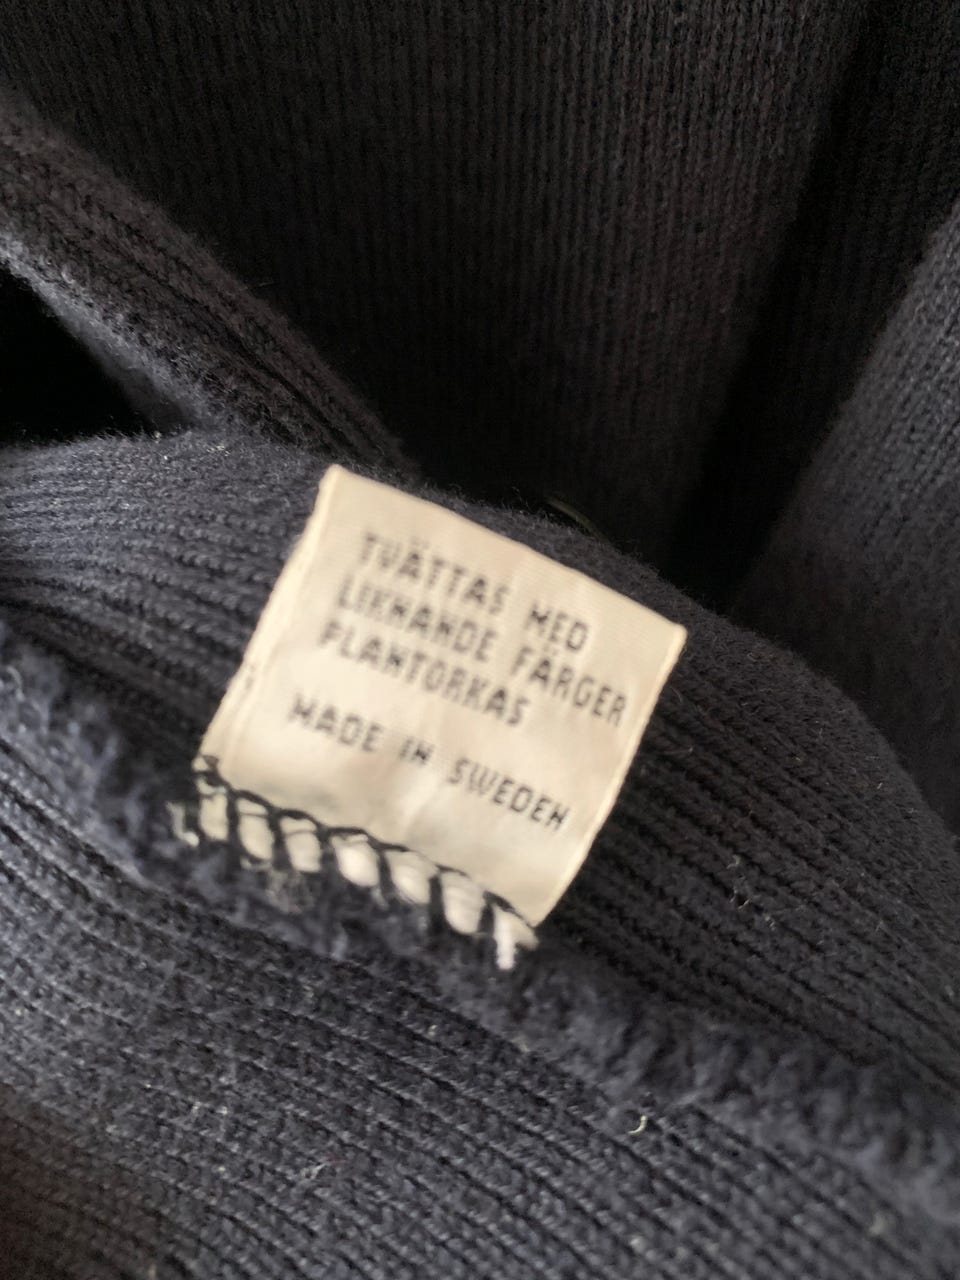 TVÄTTAS MED
LIKNANDE FÄRGER
PLANTORKAS
MADE IN SWEDEN